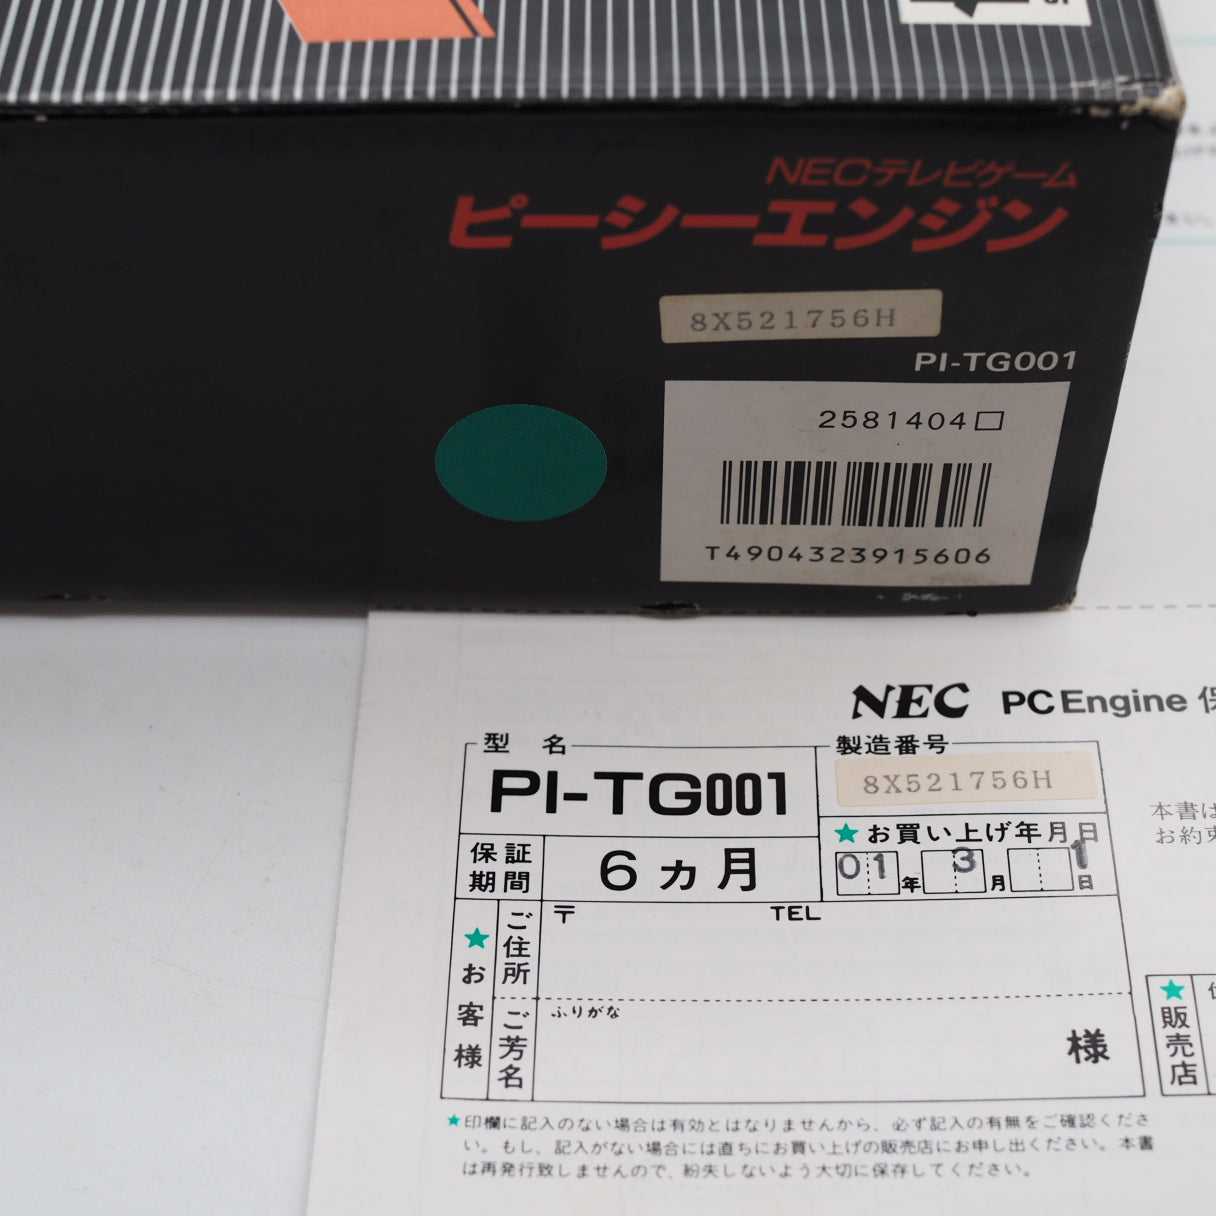 NECテレビゲーム
ピーシーエンジン
8X521756H
PI-TG001
2581404
T4904323915606
NEC PC Engine 保
型 名
PI-TG001
製造番号
8X521756H
★お買い上げ年月日
01年 3月 1日
保証期間
6ヵ月
★お客様
ご住所
〒 TEL
ご芳名
ふりがな
様
本書は
お約束
★販売店
★印欄に記入のない場合は有効とはなりませんから、必ず記入の有無をご確認くださ
い。もし、記入がない場合には直ちにお買い上げの販売店にお申し出ください。本書
は再発行致しませんので、紛失しないよう大切に保存してください。